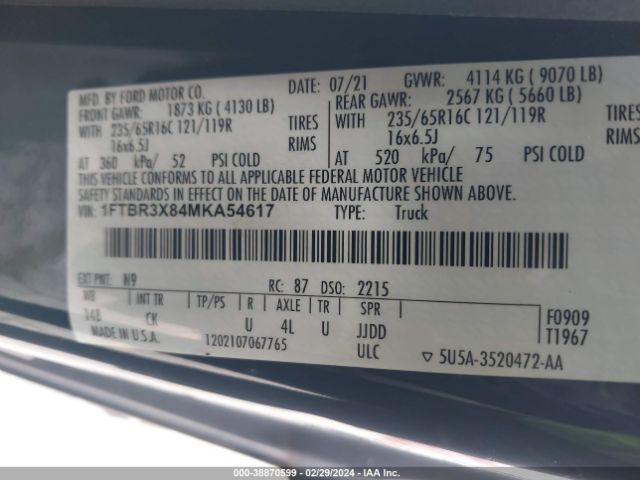 MFD. BY FORD MOTOR CO.
DATE: 07/21 GVWR: 4114 KG ( 9070 LB)
FRONT GAWR: 1873 KG ( 4130 LB)
REAR GAWR: 2567 KG ( 5660 LB)
WITH 235/65R16C 121/119R TIRES
WITH 235/65R16C 121/119R TIRES
16x6.5J RIMS
16x6.5J RIMS
AT 360 kPa/ 52 PSI COLD
AT 520 kPa/ 75 PSI COLD
THIS VEHICLE CONFORMS TO ALL APPLICABLE FEDERAL MOTOR VEHICLE
SAFETY STANDARDS IN EFFECT ON THE DATE OF MANUFACTURE SHOWN ABOVE.
VIN: 1FTBR3X84MKA54617 TYPE: Truck
EXT PNT: N9 RC: 87 DSO: 2215
WB INT TR TP/PS R AXLE TR SPR
148 CK U 4L U JJDD
F0909
T1967
MADE IN U.S.A. 1202107067765 ULC
▽ 5U5A-3520472-AA
000-38870599 - 02/29/2024 - IAA Inc.